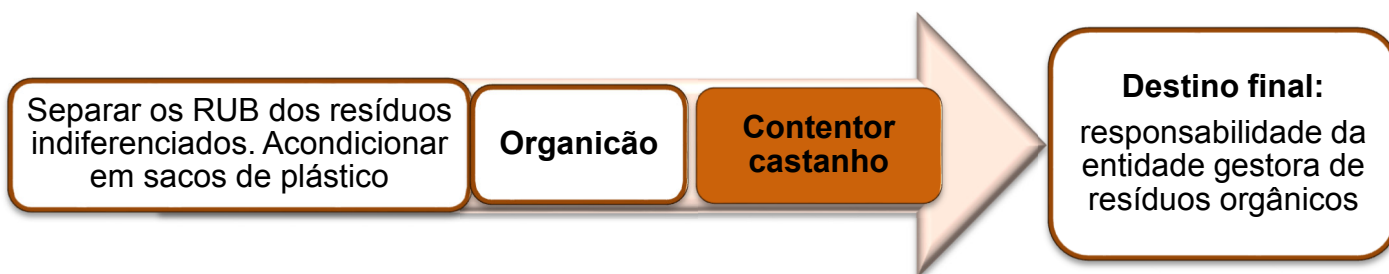 Separar os RUB dos resíduos
indiferenciados. Acondicionar
em sacos de plástico
Organicão
Contentor
castanho
Destino final:
responsabilidade da
entidade gestora de
resíduos orgânicos